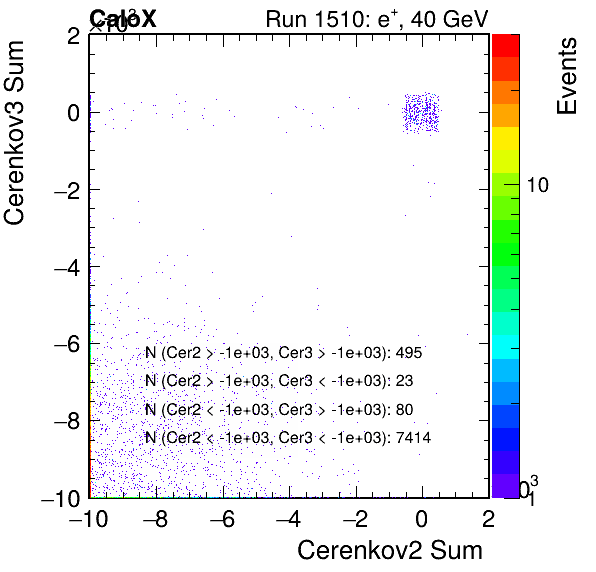 CaloX
×10³
Run 1510: e⁺, 40 GeV
Cerenkov3 Sum
2
0
−2
−4
−6
−8
−10
N (Cer2 > -1e+03, Cer3 > -1e+03): 495
N (Cer2 > -1e+03, Cer3 < -1e+03): 23
N (Cer2 < -1e+03, Cer3 > -1e+03): 80
N (Cer2 < -1e+03, Cer3 < -1e+03): 7414
−10
−8
−6
−4
−2
0
2
Cerenkov2 Sum
Events
10
1